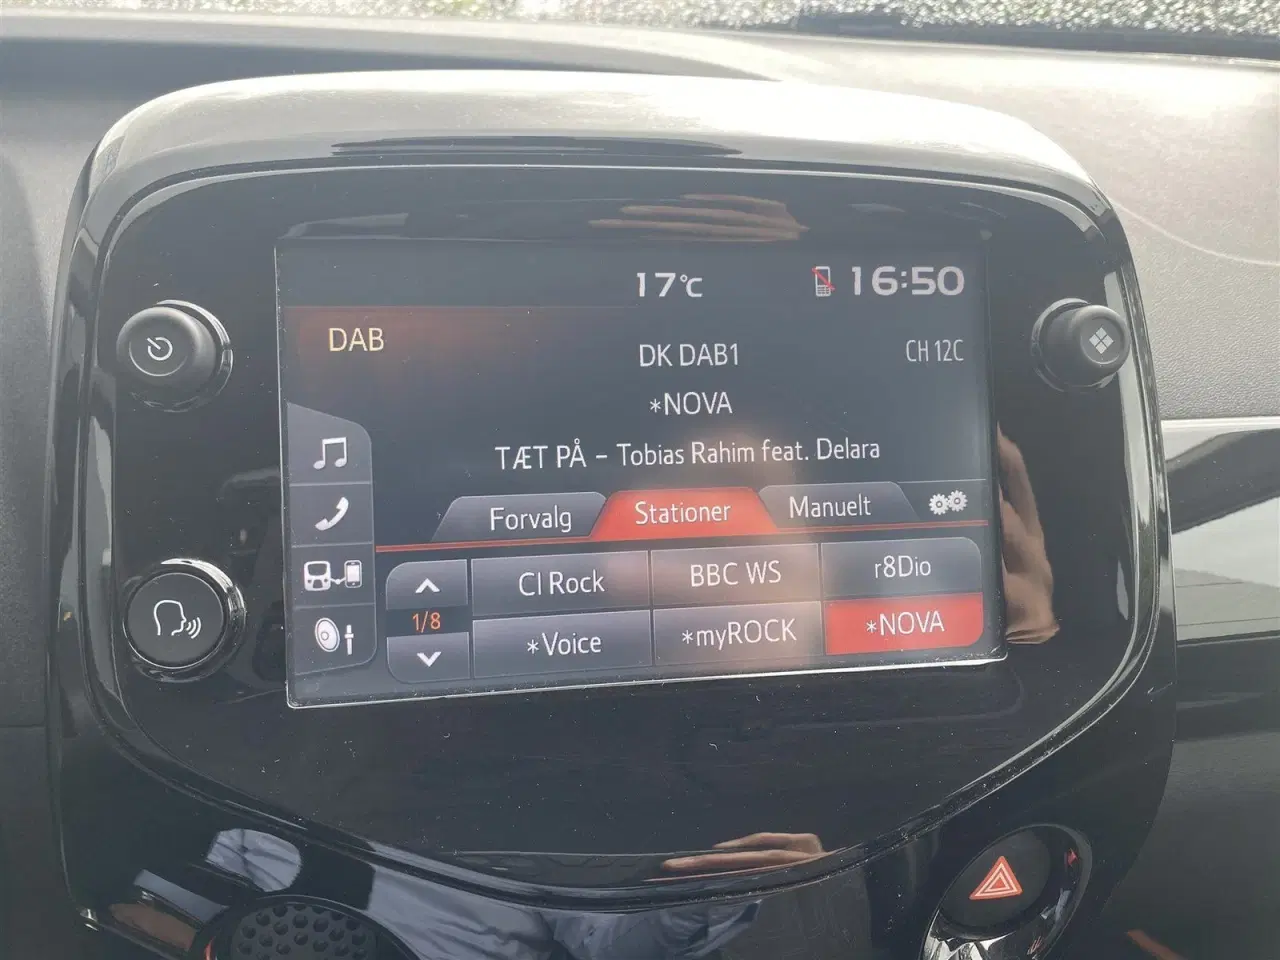 17°C 16:50
DAB
DK DAB1
CH 12C
*NOVA
TÆT PÅ - Tobias Rahim feat. Delara
Forvalg Stationer Manuelt
1/8
Cl Rock BBC WS r8Dio
*Voice *myROCK *NOVA